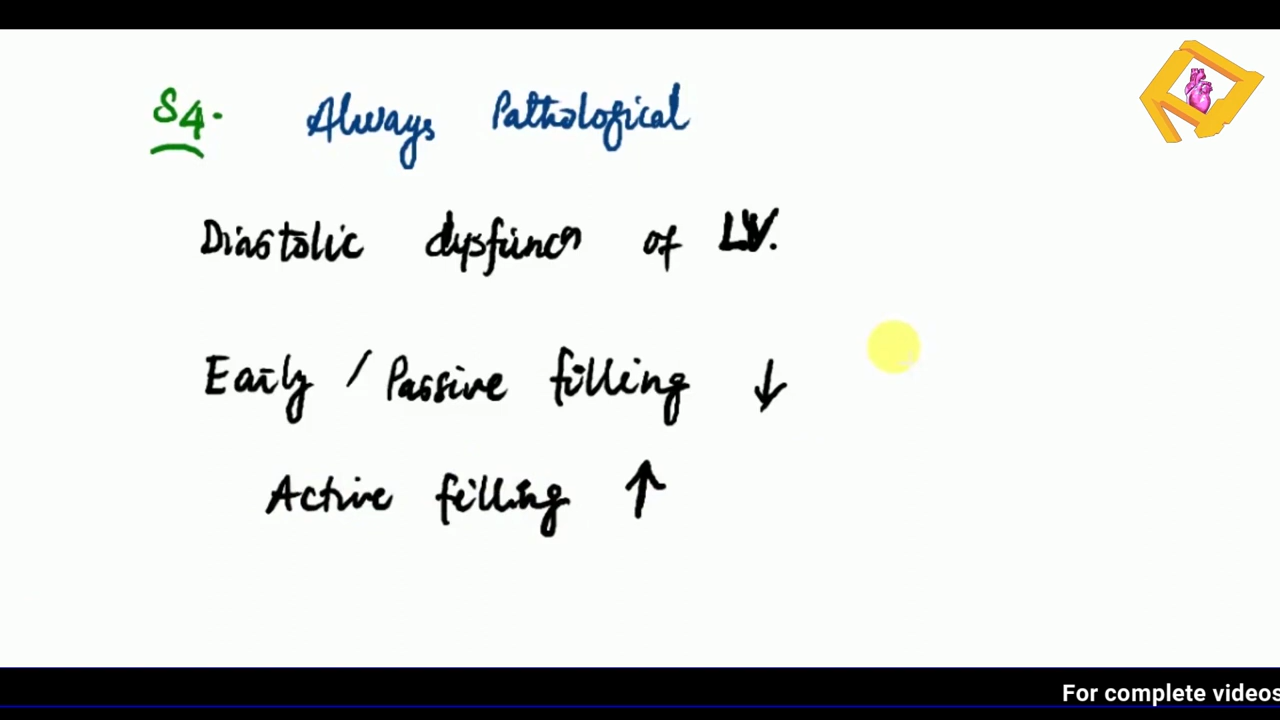 S4. Always Pathological
Diastolic dysfuncn of LV.
Early / Passive filling ↓
Active filling ↑
For complete videos